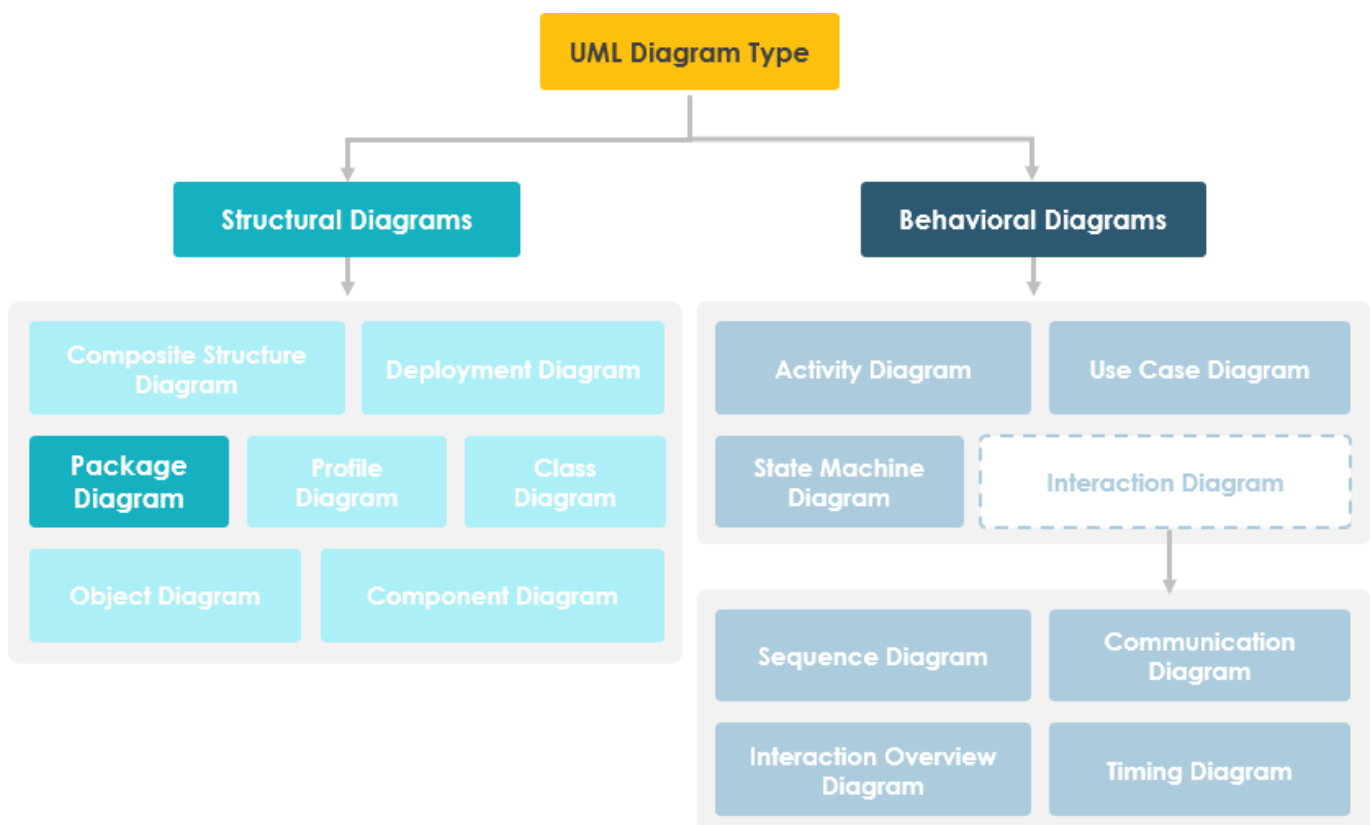 UML Diagram Type
Structural Diagrams
Behavioral Diagrams
Composite Structure
Diagram
Deployment Diagram
Package
Diagram
Profile
Diagram
Class
Diagram
Object Diagram
Component Diagram
Activity Diagram
Use Case Diagram
State Machine
Diagram
Interaction Diagram
Sequence Diagram
Communication
Diagram
Interaction Overview
Diagram
Timing Diagram